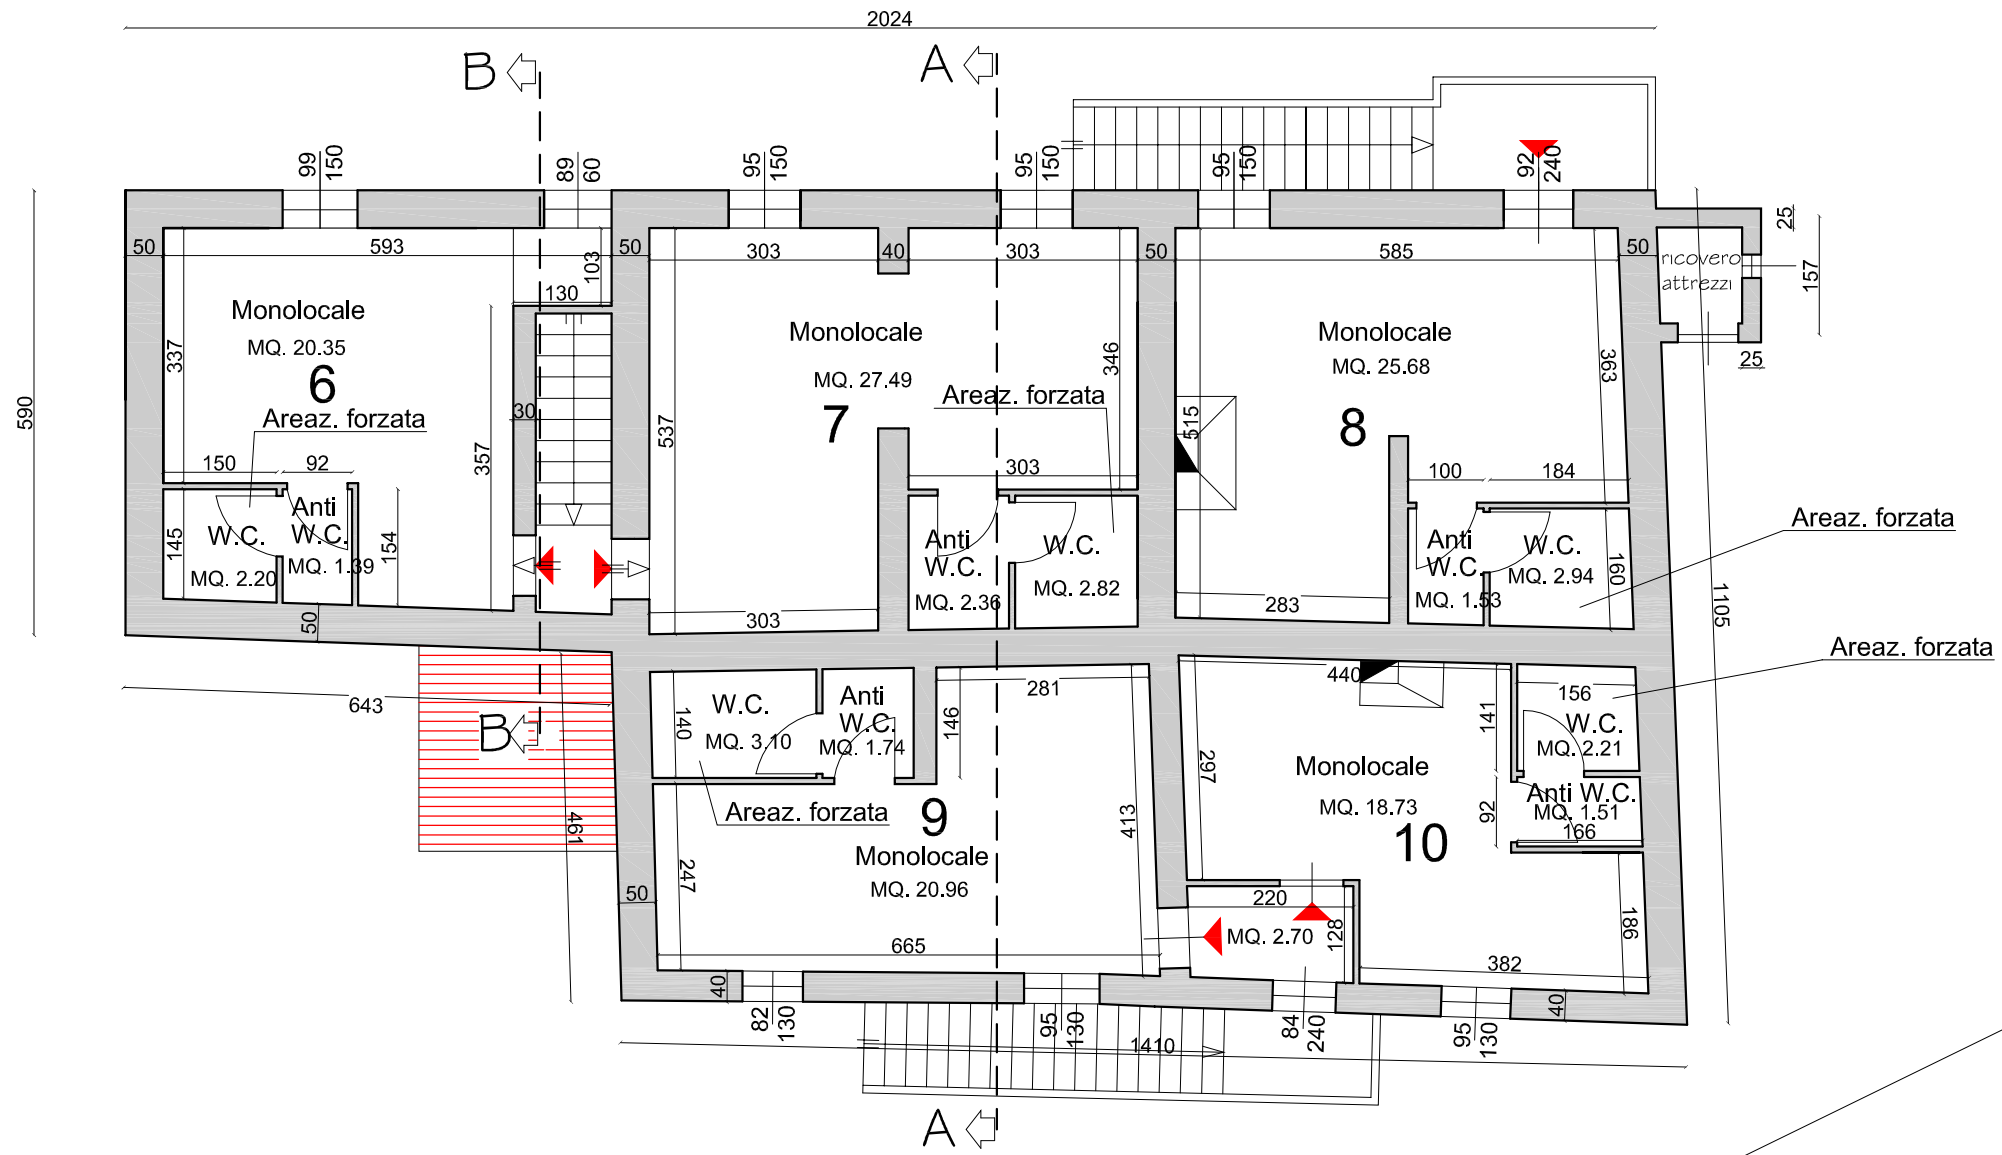 2024
B
A
99
150
89
60
95
150
95
150
95
150
92
240
50
593
50
303
40
303
50
585
50
25
ricovero
attrezzi
157
25
103
130
Monolocale
MQ. 20.35
6
Areaz. forzata
337
590
30
357
150
92
145
W.C.
MQ. 2.20
Anti
W.C.
MQ. 1.39
154
50
Monolocale
MQ. 27.49
7
Areaz. forzata
346
537
303
303
Anti
W.C.
MQ. 2.36
W.C.
MQ. 2.82
Monolocale
MQ. 25.68
8
363
515
100
184
283
Anti
W.C.
MQ. 1.53
W.C.
MQ. 2.94
160
Areaz. forzata
1105
Areaz. forzata
643
B
461
140
W.C.
MQ. 3.10
Anti
W.C.
MQ. 1.74
146
281
Areaz. forzata
9
Monolocale
MQ. 20.96
413
247
50
665
40
440
297
141
156
W.C.
MQ. 2.21
Monolocale
MQ. 18.73
10
92
Anti W.C.
MQ. 1.51
166
220
MQ. 2.70
128
186
382
40
82
130
95
130
84
240
95
130
1410
A